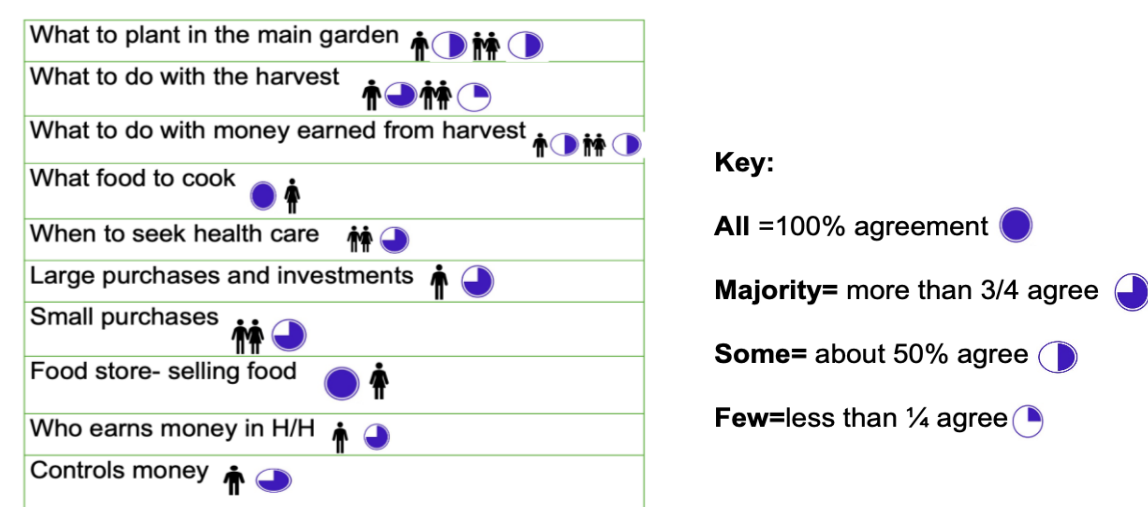 What to plant in the main garden
What to do with the harvest
What to do with money earned from harvest
What food to cook
When to seek health care
Large purchases and investments
Small purchases
Food store- selling food
Who earns money in H/H
Controls money
Key:
All =100% agreement
Majority= more than 3/4 agree
Some= about 50% agree
Few=less than ¼ agree